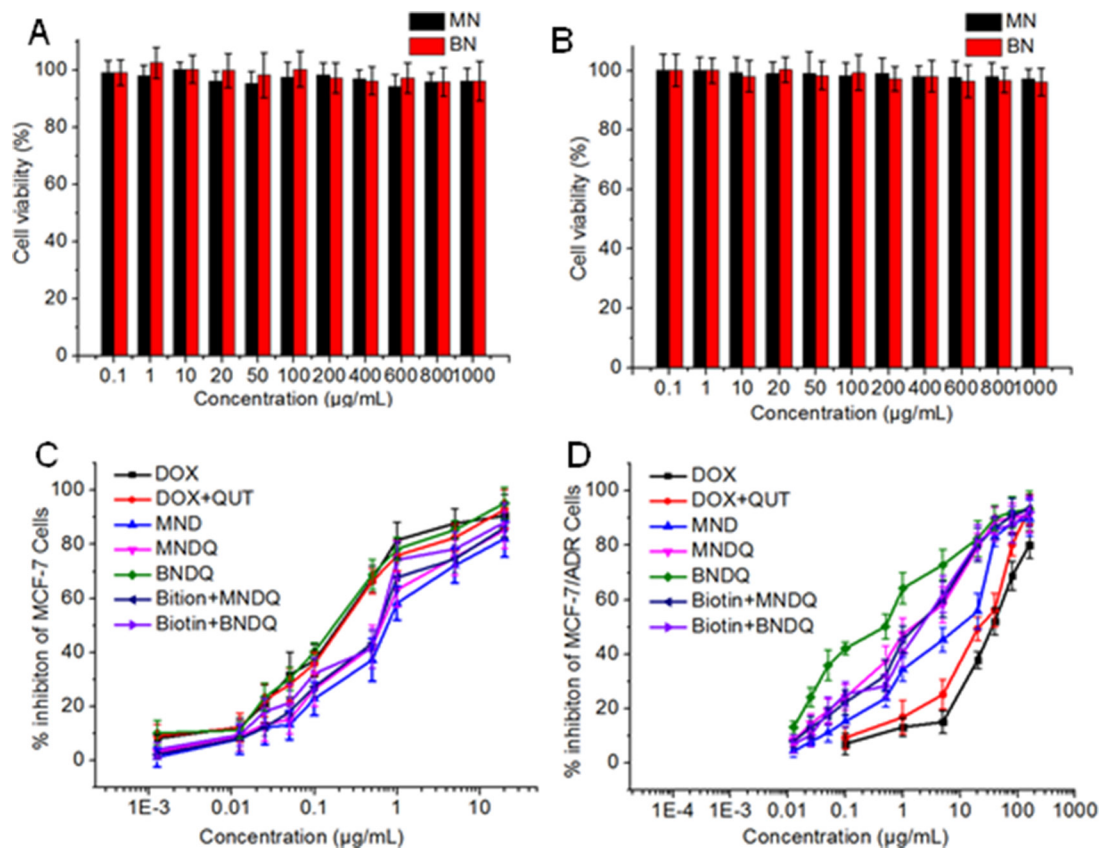 A
MN
BN
Cell viability (%)
100
80
60
40
20
0
0.1 1 10 20 50 100 200 400 600 800 1000
Concentration (µg/mL)
B
MN
BN
Cell viability (%)
100
80
60
40
20
0
0.1 1 10 20 50 100 200 400 600 800 1000
Concentration (µg/mL)
C
DOX
DOX+QUT
MND
MNDQ
BNDQ
Bition+MNDQ
Biotin+BNDQ
% inhibiton of MCF-7 Cells
100
80
60
40
20
0
1E-3 0.01 0.1 1 10
Concentration (µg/mL)
D
DOX
DOX+QUT
MND
MNDQ
BNDQ
Biotin+MNDQ
Biotin+BNDQ
% inhibiton of MCF-7/ADR Cells
100
80
60
40
20
0
1E-4 1E-3 0.01 0.1 1 10 100 1000
Concentration (µg/mL)